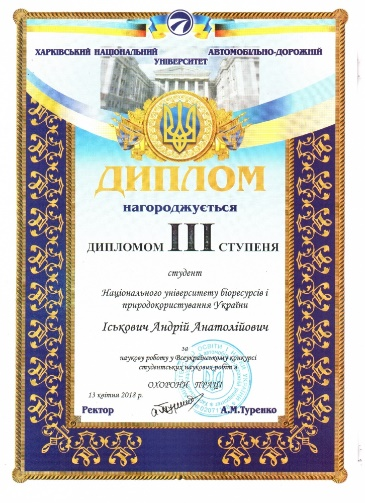 ХАРКІВСЬКИЙ НАЦІОНАЛЬНИЙ АВТОМОБІЛЬНО-ДОРОЖНІЙ
УНІВЕРСИТЕТ
ДИПЛОМ
нагороджується
ДИПЛОМОМ III СТУПЕНЯ
студент
Національного університету біоресурсів і
природокористування України
Іськович Андрій Анатолійович
за
наукову роботу у Всеукраїнському конкурсі
студентських наукових робіт з
ОХОРОНИ ПРАЦІ
13 квітня 2018 р.
Ректор А.М.Туренко